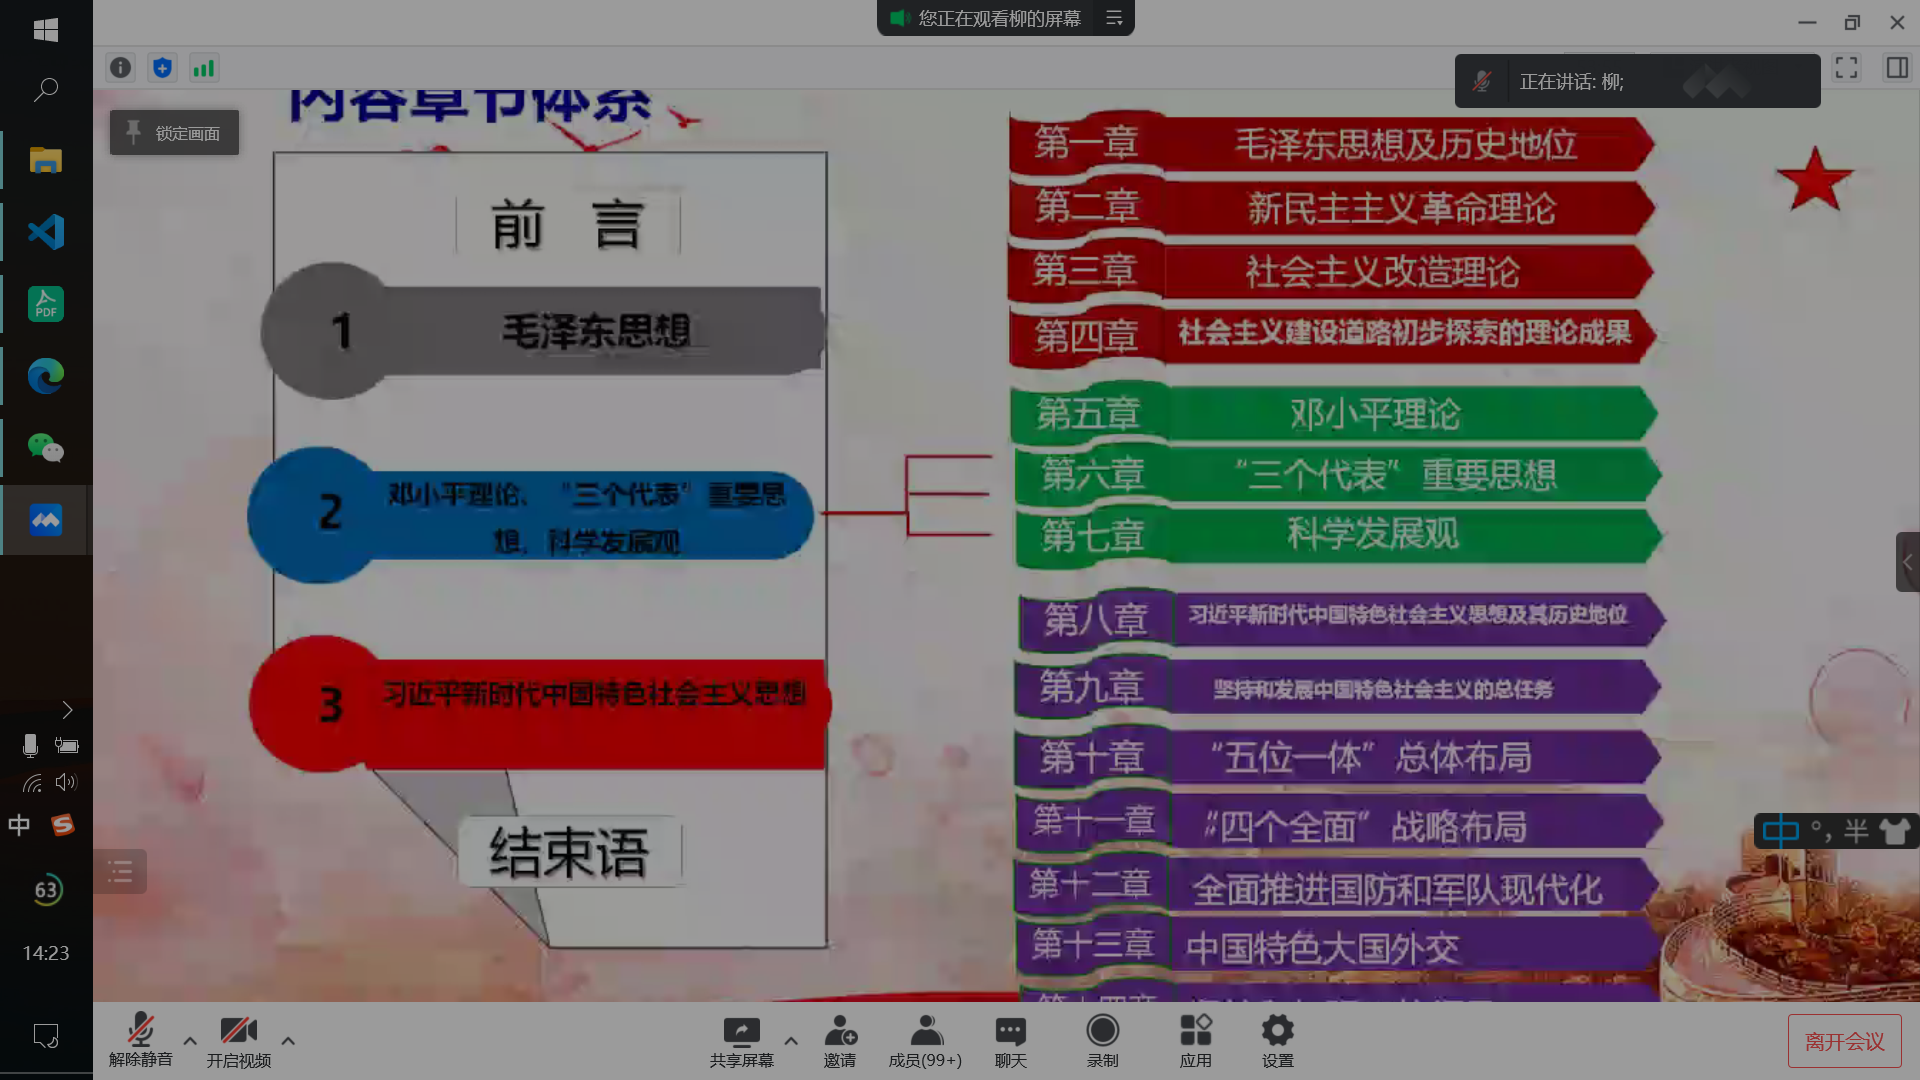 您正在观看柳的屏幕
正在讲话: 柳;
锁定画面
内容章节体系
前 言
1 毛泽东思想
2 邓小平理论、“三个代表”重要思
想、科学发展观
3 习近平新时代中国特色社会主义思想
结束语
第一章 毛泽东思想及历史地位
第二章 新民主主义革命理论
第三章 社会主义改造理论
第四章 社会主义建设道路初步探索的理论成果
第五章 邓小平理论
第六章 “三个代表”重要思想
第七章 科学发展观
第八章 习近平新时代中国特色社会主义思想及其历史地位
第九章 坚持和发展中国特色社会主义的总任务
第十章 “五位一体”总体布局
第十一章 “四个全面”战略布局
第十二章 全面推进国防和军队现代化
第十三章 中国特色大国外交
第十四章
PDF
中
S
63
14:23
中 °, 半
解除静音
开启视频
共享屏幕
邀请
成员(99+)
聊天
录制
应用
设置
离开会议